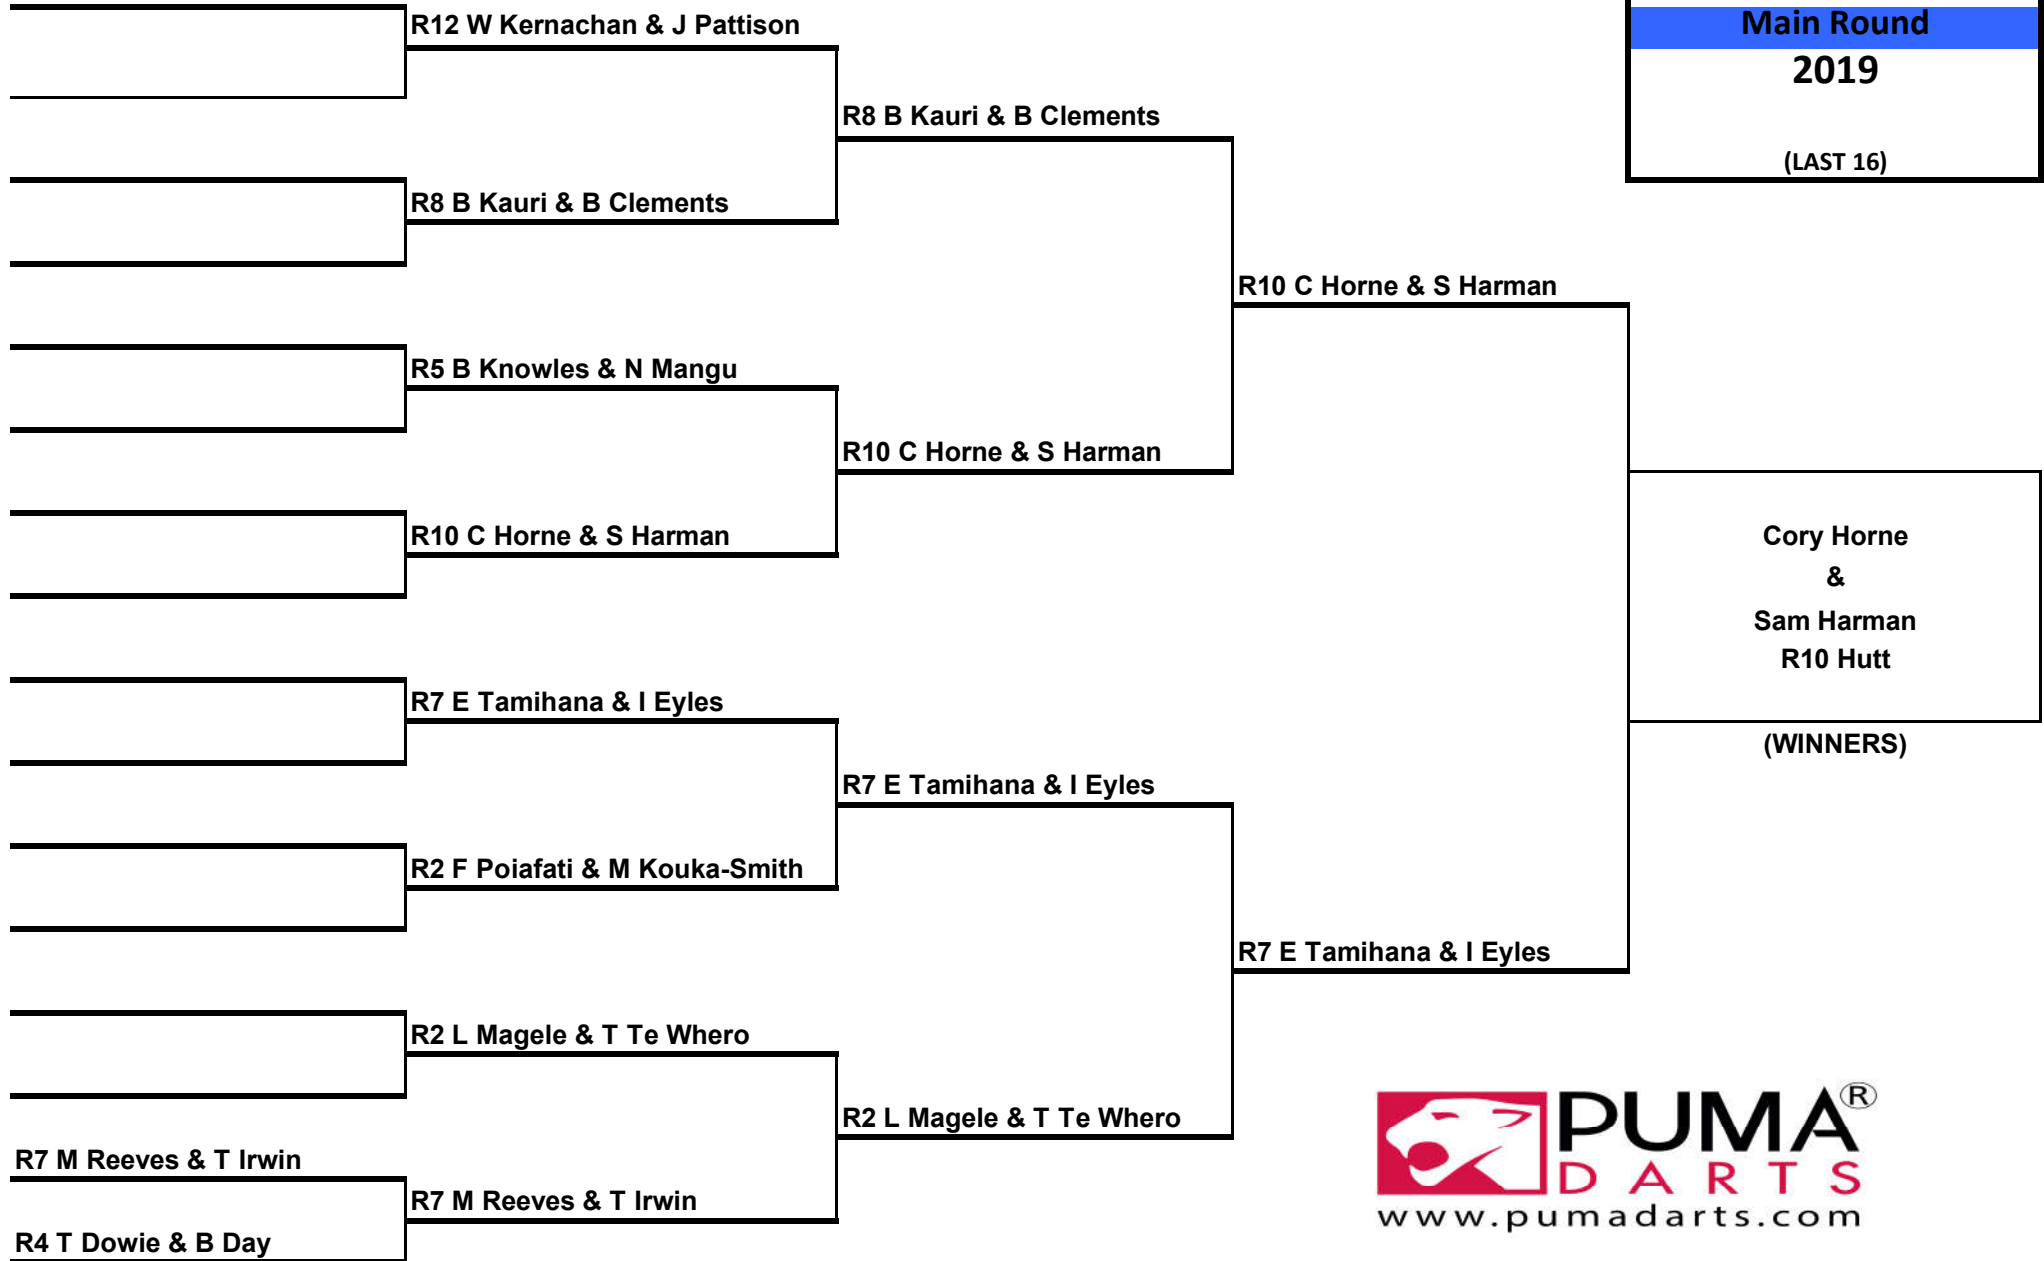 R12 W Kernachan & J Pattison
Main Round
2019
R8 B Kauri & B Clements
(LAST 16)
R8 B Kauri & B Clements
R10 C Horne & S Harman
R5 B Knowles & N Mangu
R10 C Horne & S Harman
R10 C Horne & S Harman
Cory Horne
&
Sam Harman
R10 Hutt
R7 E Tamihana & I Eyles
(WINNERS)
R7 E Tamihana & I Eyles
R2 F Poiafati & M Kouka-Smith
R7 E Tamihana & I Eyles
R2 L Magele & T Te Whero
R2 L Magele & T Te Whero
R7 M Reeves & T Irwin
R7 M Reeves & T Irwin
R4 T Dowie & B Day
PUMA®
DARTS
www.pumadarts.com